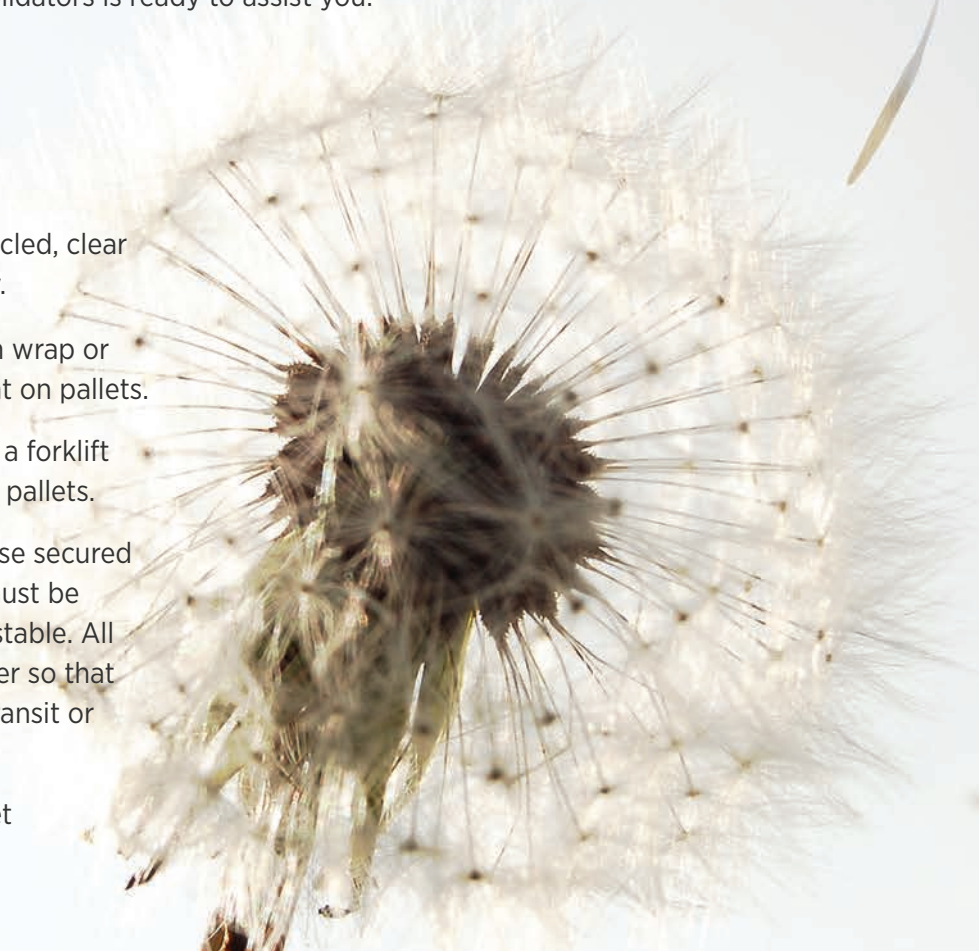 is ready to assist you.
cled, clear
wrap or
on pallets.
a forklift
pallets.
se secured
ust be
stable. All
er so that
ansit or
et